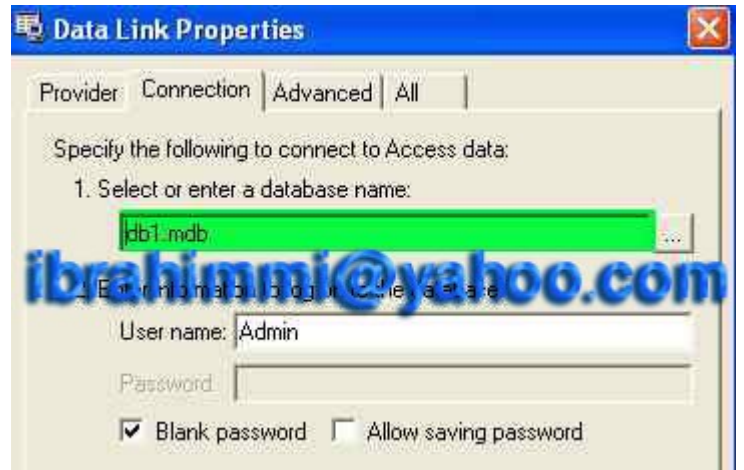 Data Link Properties
Provider Connection Advanced All
Specify the following to connect to Access data:
1. Select or enter a database name:
db1.mdb ...
ibrahimmi@yahoo.com
User name: Admin
Password:
Blank password Allow saving password